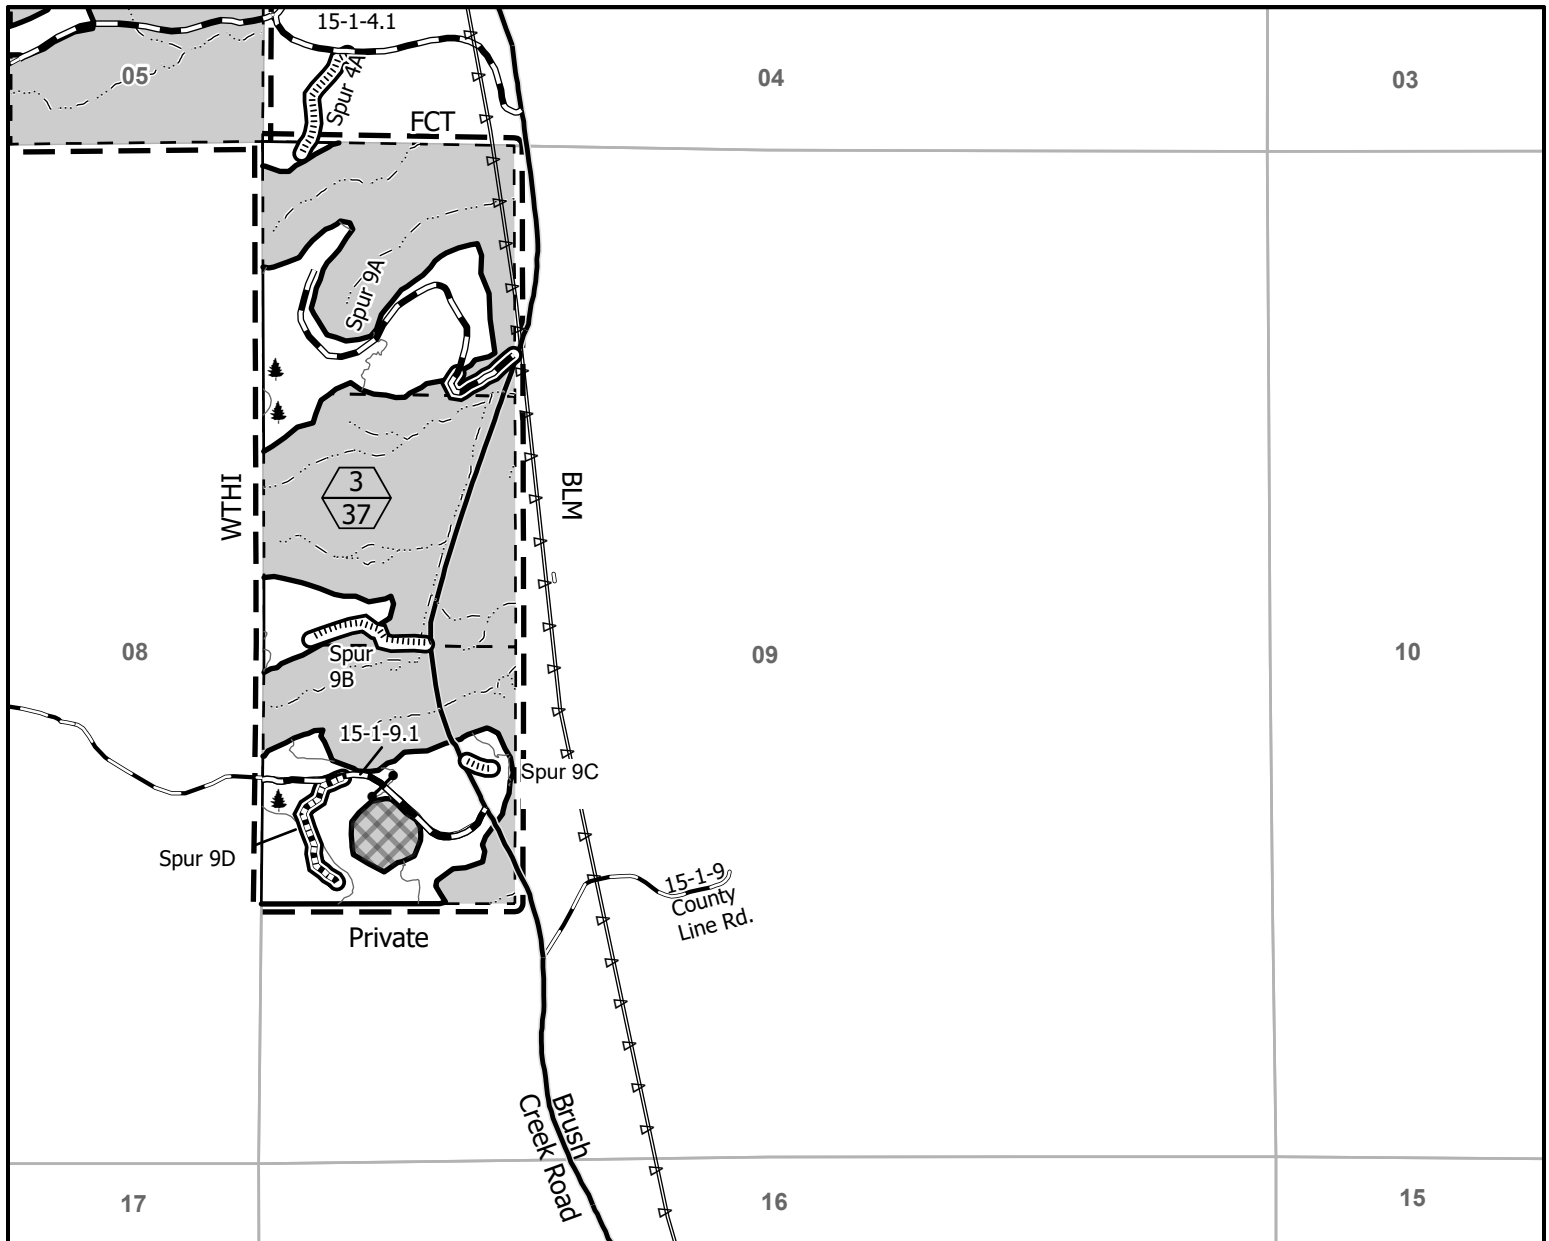 15-1-4.1
05
04
03
Spur 4A
FCT
Spur 9A
WTHI
3
37
BLM
08
09
10
Spur
9B
15-1-9.1
Spur 9C
Spur 9D
15-1-9
County
Line Rd.
Private
Brush
Creek Road
17
16
15